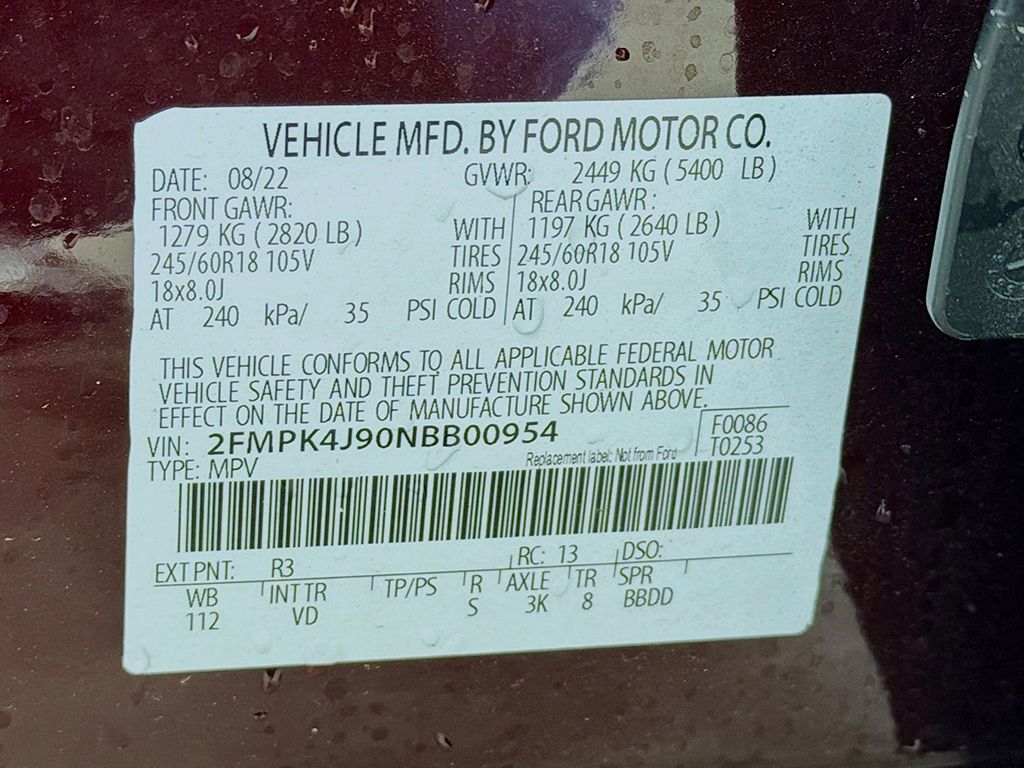 VEHICLE MFD. BY FORD MOTOR CO.
DATE: 08/22 GVWR: 2449 KG ( 5400 LB )
FRONT GAWR: REAR GAWR :
1279 KG ( 2820 LB ) WITH 1197 KG ( 2640 LB ) WITH
245/60R18 105V TIRES 245/60R18 105V TIRES
18x8.0J RIMS 18x8.0J RIMS
AT 240 kPa/ 35 PSI COLD AT 240 kPa/ 35 PSI COLD
THIS VEHICLE CONFORMS TO ALL APPLICABLE FEDERAL MOTOR
VEHICLE SAFETY AND THEFT PREVENTION STANDARDS IN
EFFECT ON THE DATE OF MANUFACTURE SHOWN ABOVE.
VIN: 2FMPK4J90NBB00954 F0086
TYPE: MPV Replacement label: Not from Ford T0253
EXT PNT: R3 RC: 13 DSO:
WB INT TR TP/PS R AXLE TR SPR
112 VD S 3K 8 BBDD